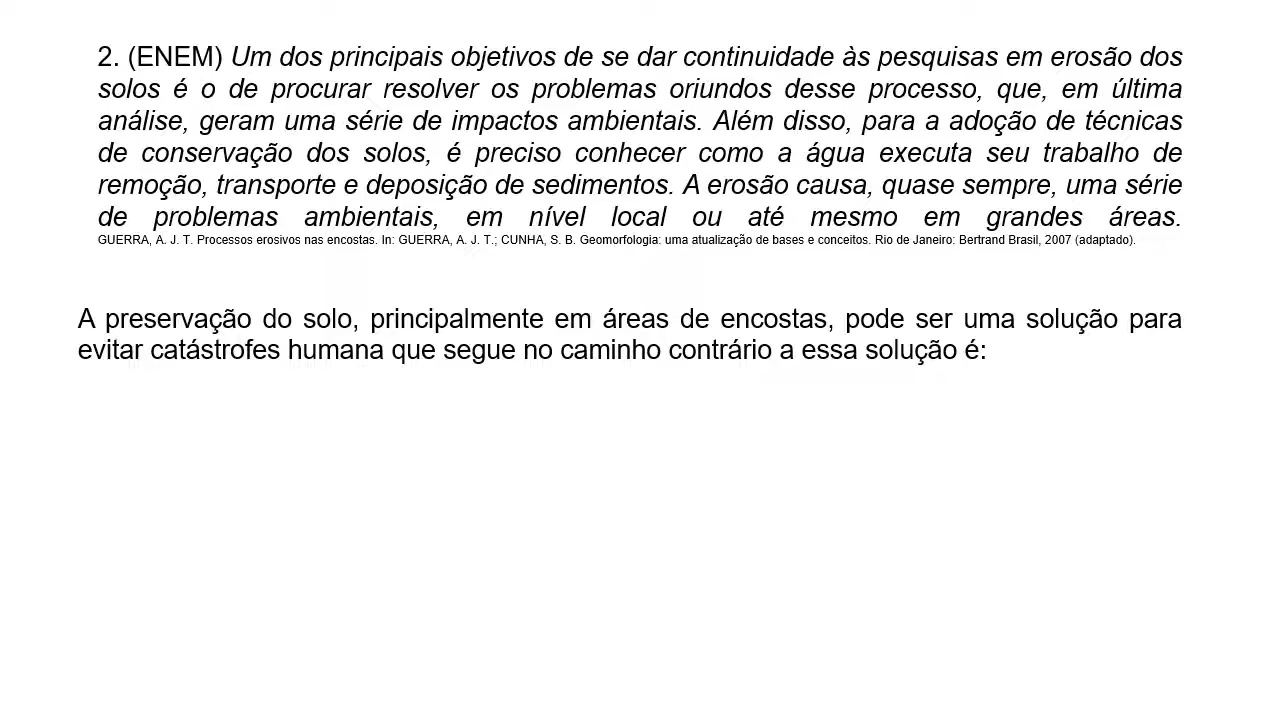 2. (ENEM) Um dos principais objetivos de se dar continuidade às pesquisas em erosão dos
solos é o de procurar resolver os problemas oriundos desse processo, que, em última
análise, geram uma série de impactos ambientais. Além disso, para a adoção de técnicas
de conservação dos solos, é preciso conhecer como a água executa seu trabalho de
remoção, transporte e deposição de sedimentos. A erosão causa, quase sempre, uma série
de problemas ambientais, em nível local ou até mesmo em grandes áreas.
GUERRA, A. J. T. Processos erosivos nas encostas. In: GUERRA, A. J. T.; CUNHA, S. B. Geomorfologia: uma atualização de bases e conceitos. Rio de Janeiro: Bertrand Brasil, 2007 (adaptado).
A preservação do solo, principalmente em áreas de encostas, pode ser uma solução para
evitar catástrofes humana que segue no caminho contrário a essa solução é: